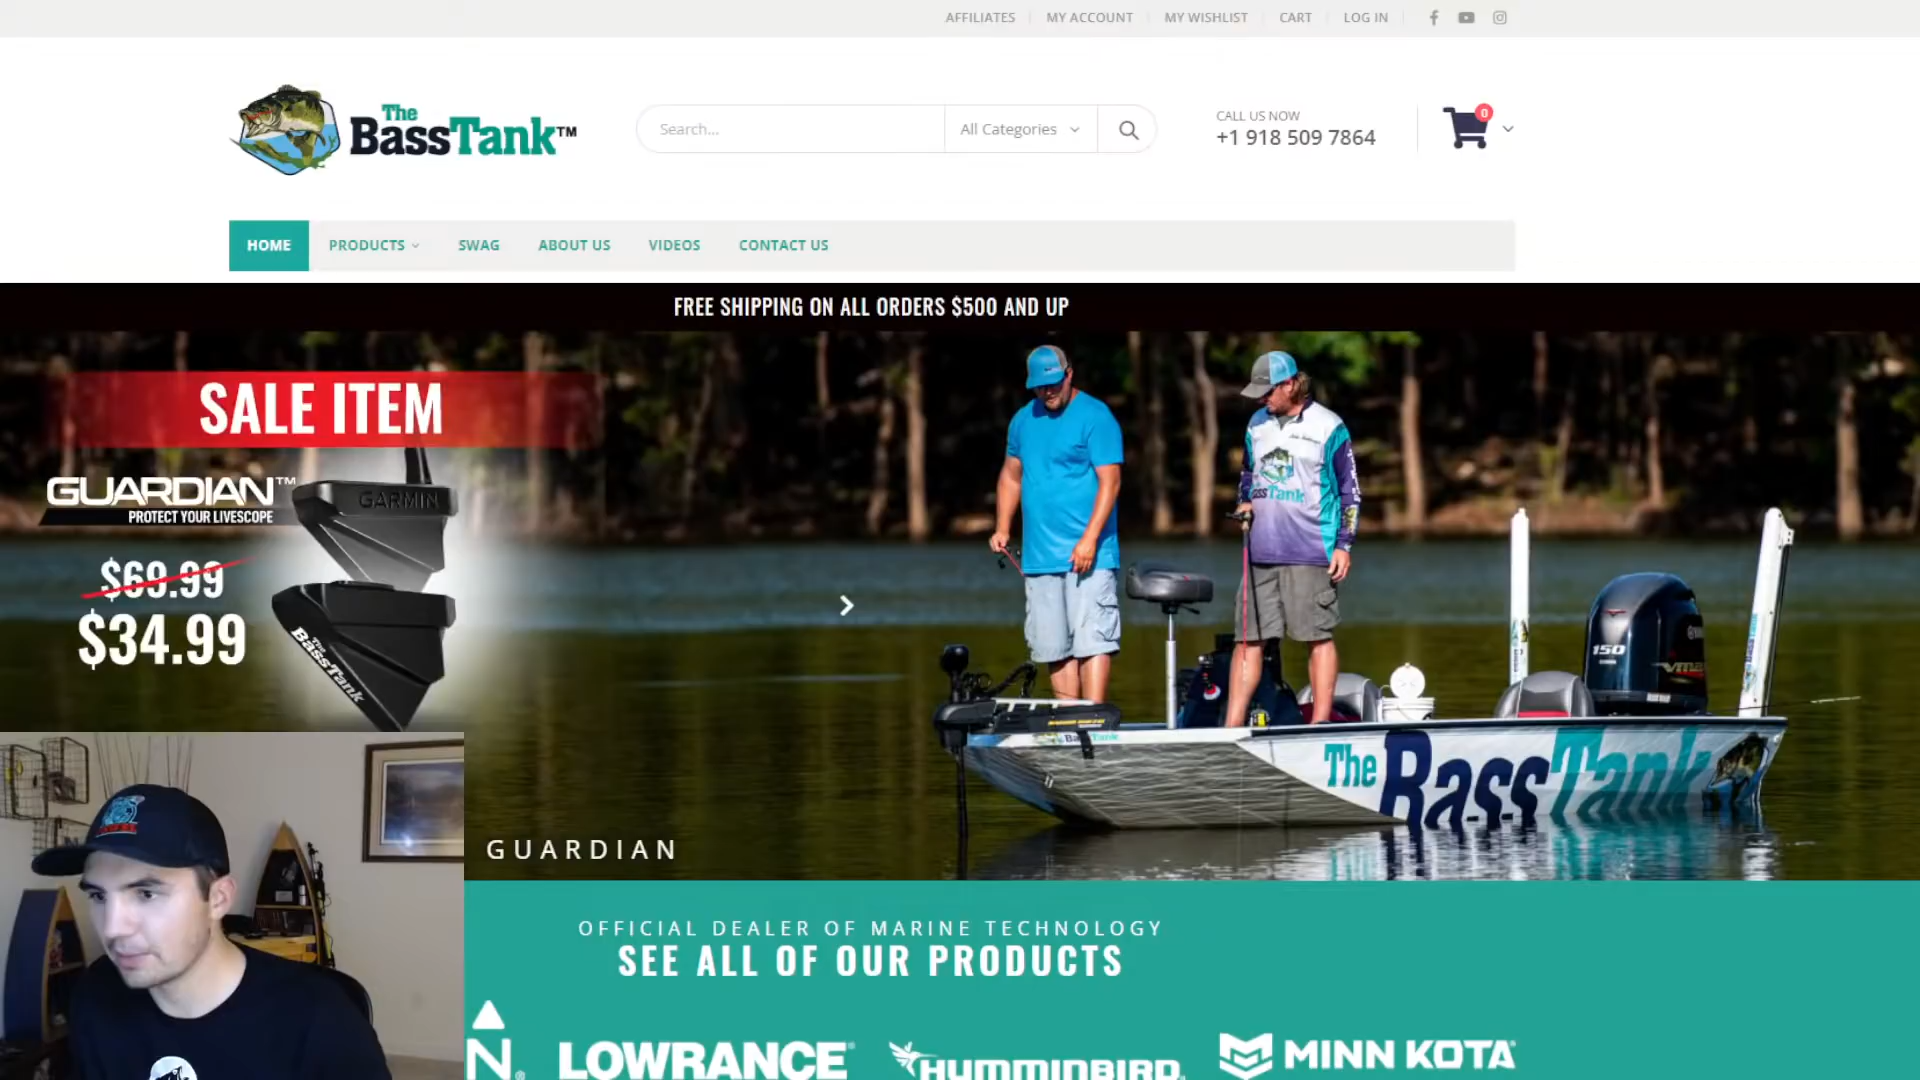 AFFILIATES MY ACCOUNT MY WISHLIST CART LOG IN
The
BassTank™
Search...
All Categories
CALL US NOW
+1 918 509 7864
0
HOME PRODUCTS SWAG ABOUT US VIDEOS CONTACT US
FREE SHIPPING ON ALL ORDERS $500 AND UP
SALE ITEM
GUARDIAN™
PROTECT YOUR LIVESCOPE
GARMIN
$69.99
$34.99
The
BassTank
150
The BassTank
GUARDIAN
OFFICIAL DEALER OF MARINE TECHNOLOGY
SEE ALL OF OUR PRODUCTS
N® LOWRANCE HUMMINBIRD MINN KOTA